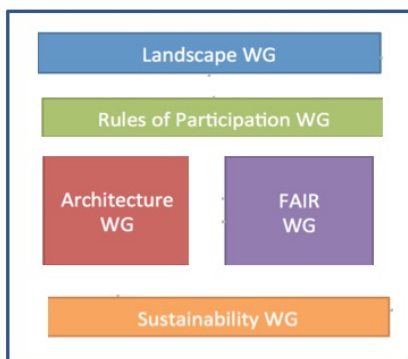 Landscape WG
Rules of Participation WG
Architecture
WG
FAIR
WG
Sustainability WG